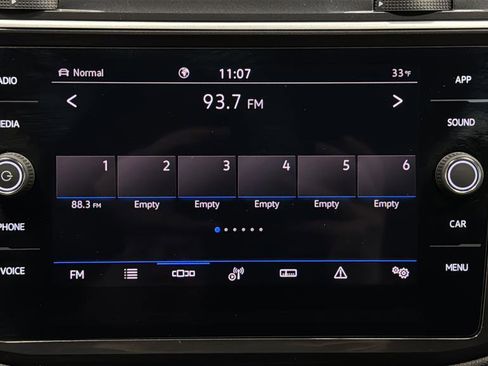 Normal 11:07 33°F
ADIO APP
93.7 FM
MEDIA SOUND
1 2 3 4 5 6
88.3 FM Empty Empty Empty Empty Empty
PHONE CAR
VOICE MENU
FM